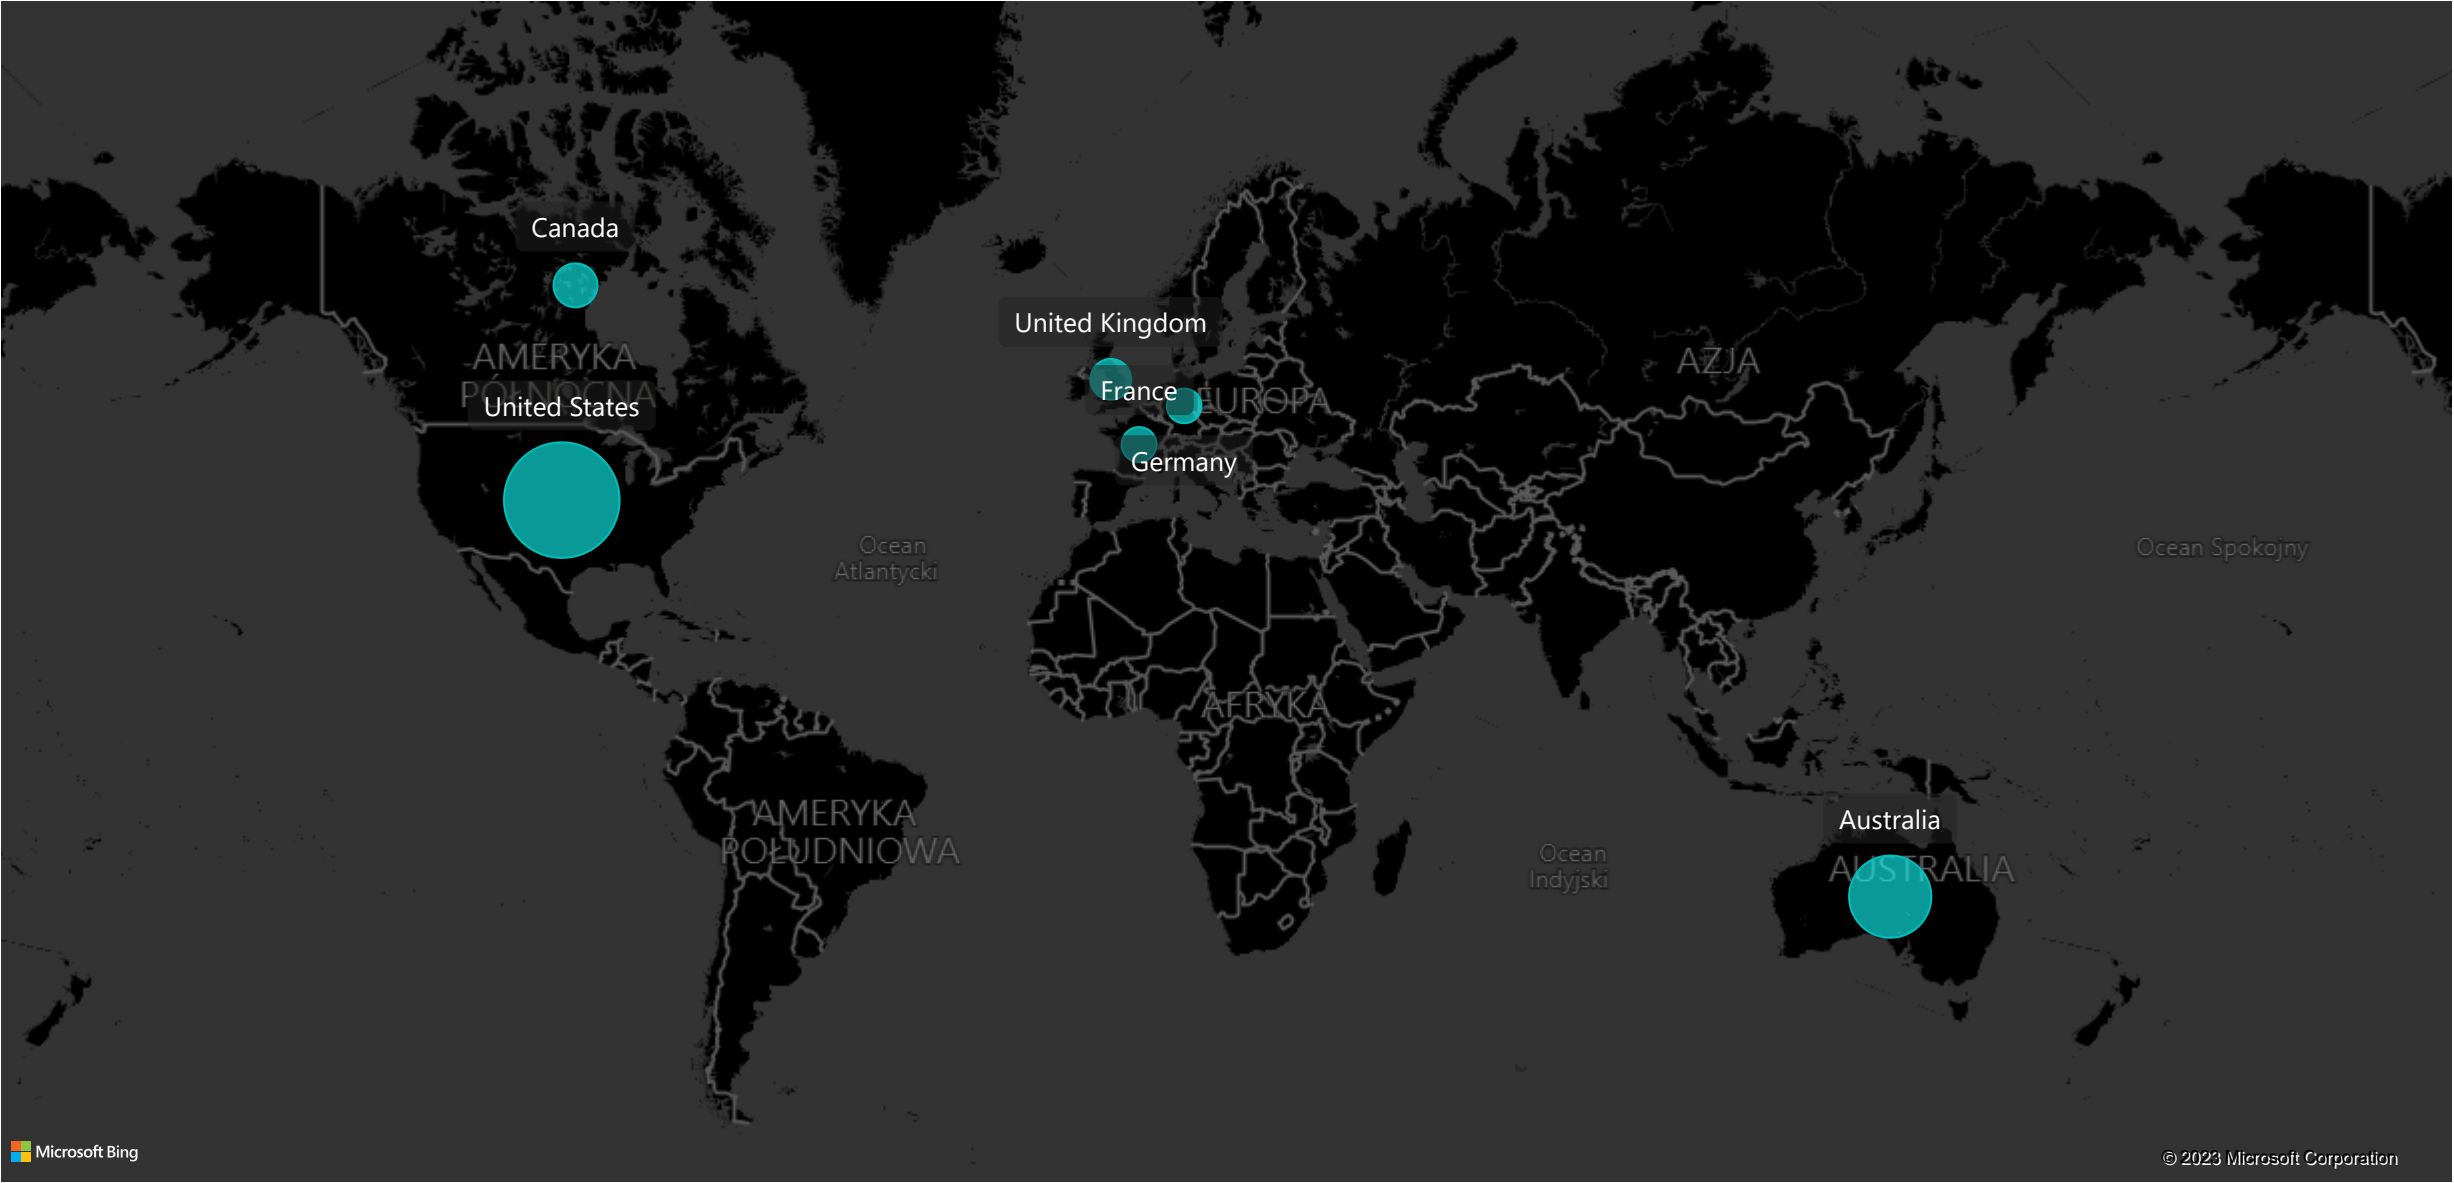 Canada
United Kingdom
AMERYKA
PÓŁNOCNA
AZJA
France
EUROPA
United States
Germany
Ocean
Atlantycki
Ocean Spokojny
AFRYKA
AMERYKA
POŁUDNIOWA
Australia
Ocean
Indyjski
AUSTRALIA
Microsoft Bing
© 2023 Microsoft Corporation